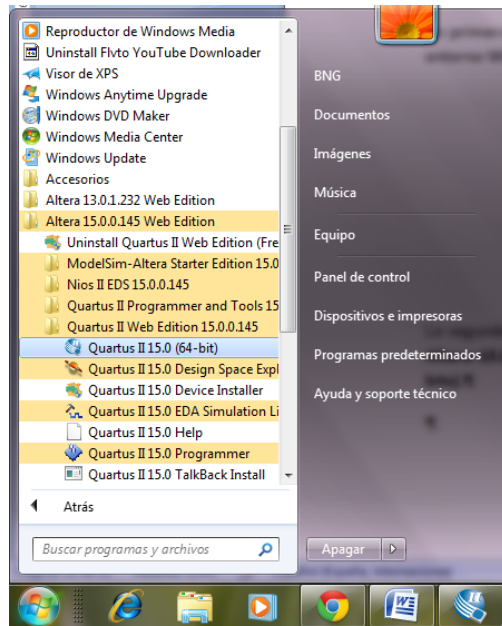 Reproductor de Windows Media
Uninstall Flvto YouTube Downloader
Visor de XPS
Windows Anytime Upgrade
Windows DVD Maker
Windows Media Center
Windows Update
Accesorios
Altera 13.0.1.232 Web Edition
Altera 15.0.0.145 Web Edition
Uninstall Quartus II Web Edition (Fre
ModelSim-Altera Starter Edition 15.0
Nios II EDS 15.0.0.145
Quartus II Programmer and Tools 15
Quartus II Web Edition 15.0.0.145
Quartus II 15.0 (64-bit)
Quartus II 15.0 Design Space Expl
Quartus II 15.0 Device Installer
Quartus II 15.0 EDA Simulation Li
Quartus II 15.0 Help
Quartus II 15.0 Programmer
Quartus II 15.0 TalkBack Install
Atrás
Buscar programas y archivos
BNG
Documentos
Imágenes
Música
Equipo
Panel de control
Dispositivos e impresoras
Programas predeterminados
Ayuda y soporte técnico
Apagar